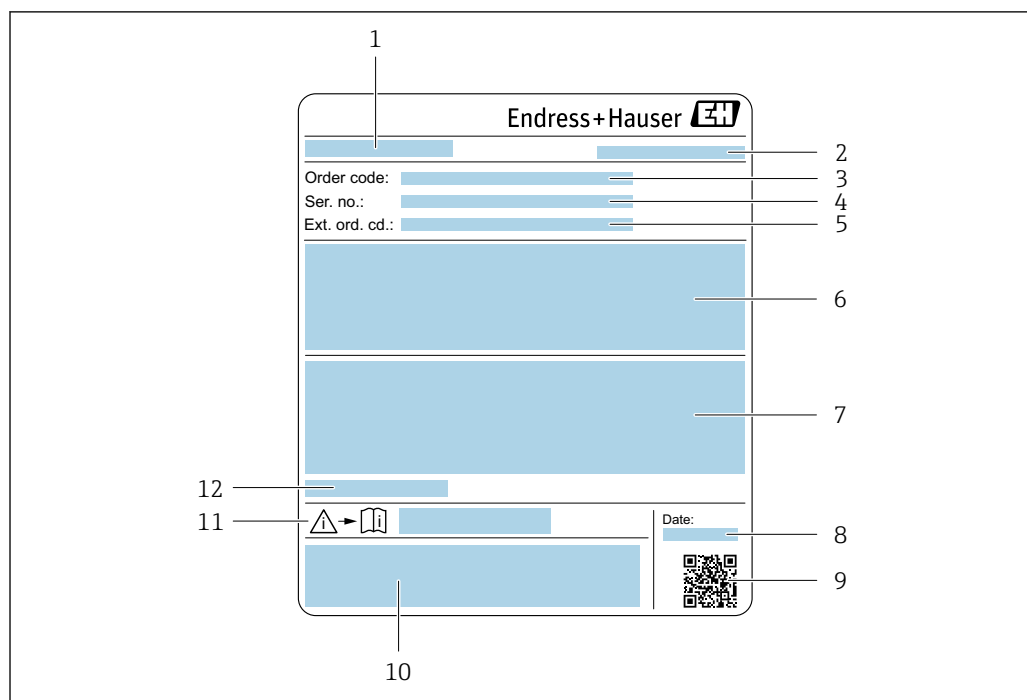 1
Endress+Hauser EH
2
Order code:
3
Ser. no.:
4
Ext. ord. cd.:
5
6
7
12
11
i
i
Date:
8
9
10